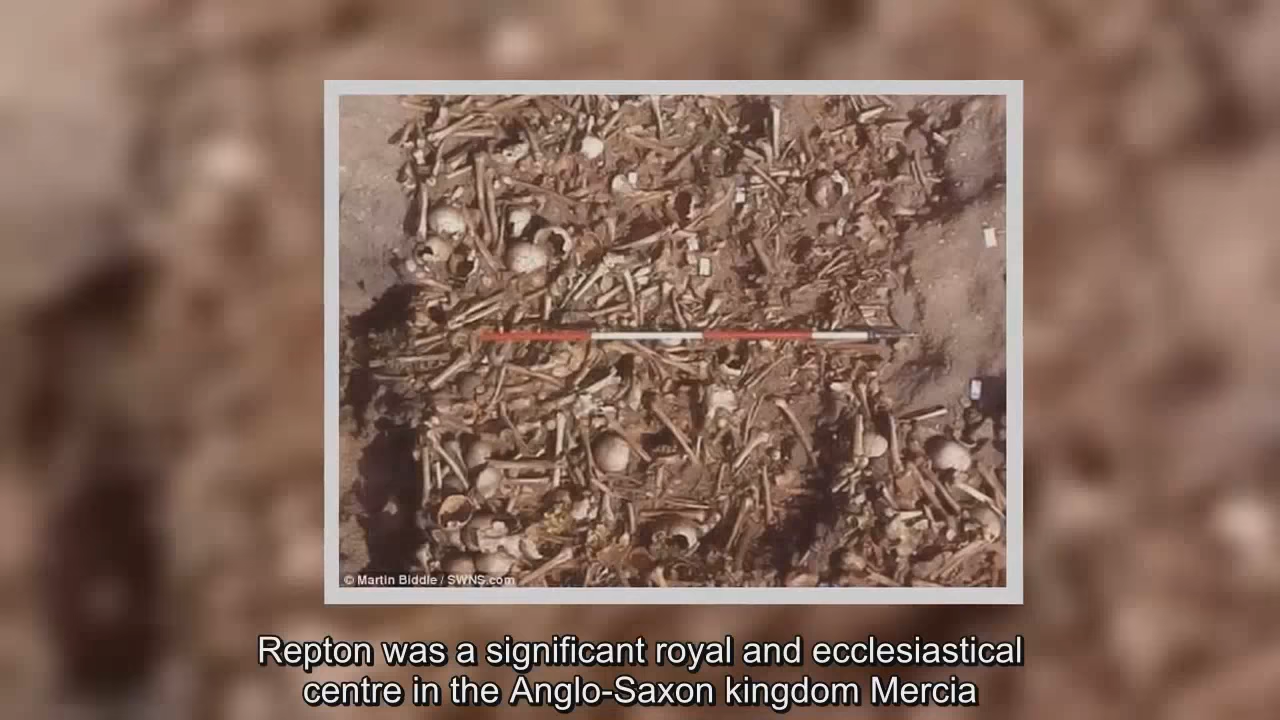 © Martin Biddle / SWNS.com
Repton was a significant royal and ecclesiastical
centre in the Anglo-Saxon kingdom Mercia